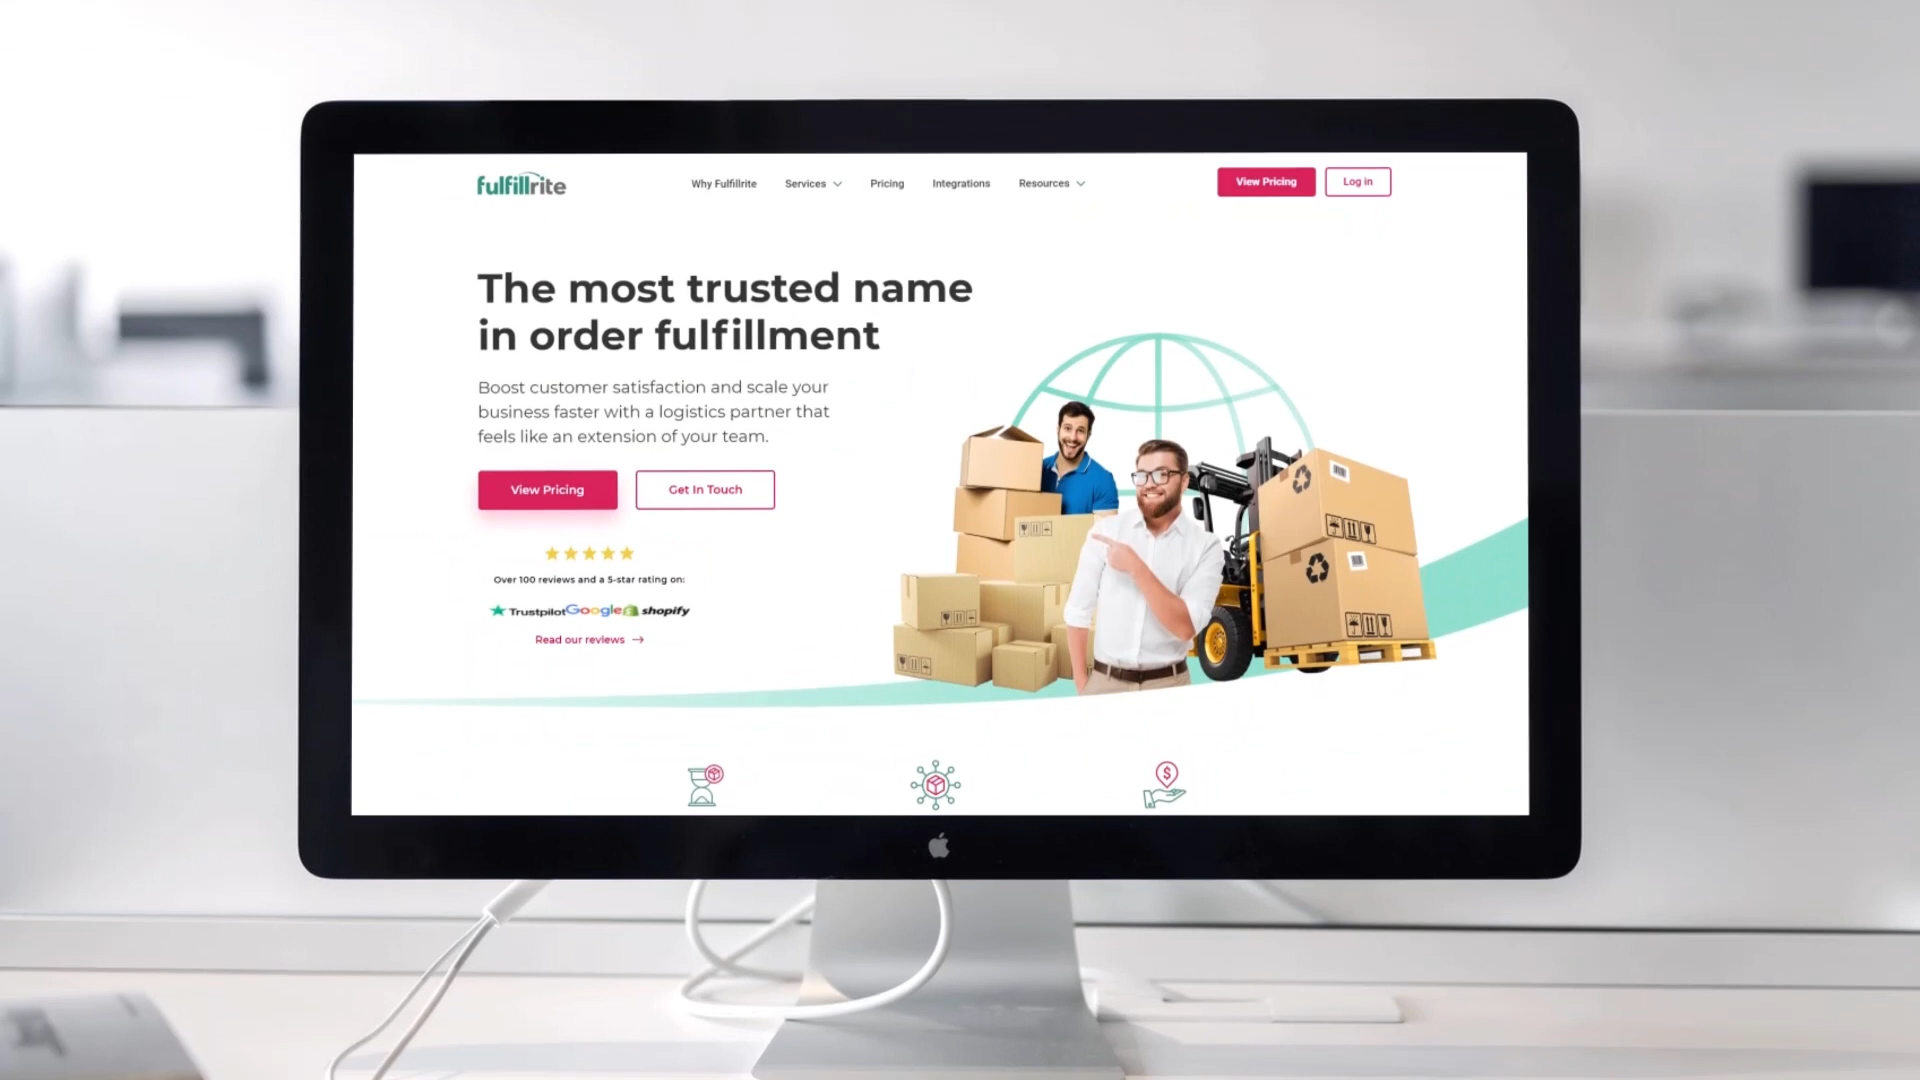 fulfillrite
Why Fulfillrite Services Pricing Integrations Resources
View Pricing Log in
The most trusted name
in order fulfillment
Boost customer satisfaction and scale your
business faster with a logistics partner that
feels like an extension of your team.
View Pricing Get In Touch
Over 100 reviews and a 5-star rating on:
Trustpilot Google shopify
Read our reviews